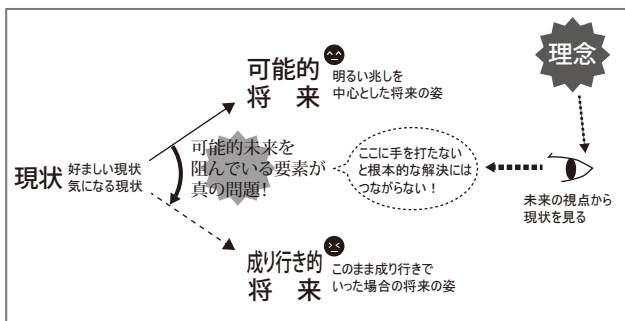 理念
可能的
将　来
明るい兆しを
中心とした将来の姿
現状
好ましい現状
気になる現状
可能的未来を
阻んでいる要素が
真の問題!
ここに手を打たない
と根本的な解決には
つながらない！
未来の視点から
現状を見る
成り行き的
将　来
このまま成り行きで
いった場合の将来の姿